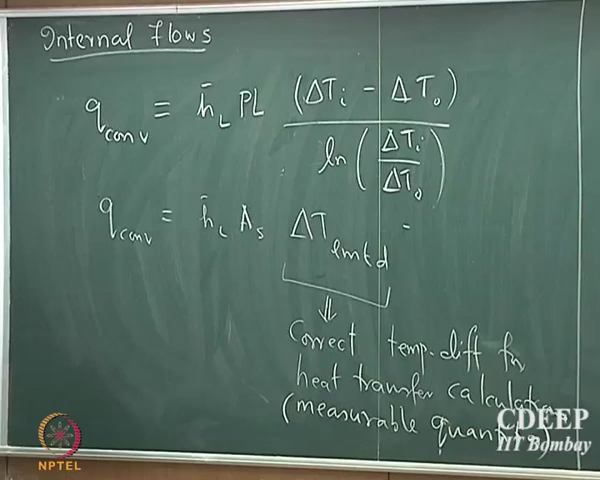 Internal Flows
q_conv ≡ h̄_L PL (ΔT_i - ΔT_o) / ln (ΔT_i / ΔT_o)
q_conv = h̄_L A_s ΔT_lmtd
⇓
Correct temp. diff for
heat transfer calculation
(measurable quantity)
CDEEP
IIT Bombay
NPTEL